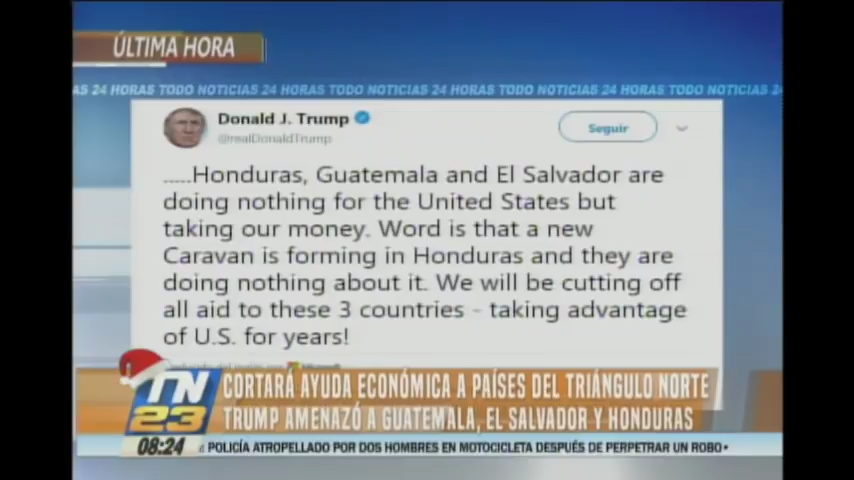 ÚLTIMA HORA
AS 24 HORAS TODO NOTICIAS 24 HORAS TODO NOTICIAS 24 HORAS TODO NOTICIAS 24 HORAS TODO NOTICIAS 24
Donald J. Trump
@realDonaldTrump
Seguir
.....Honduras, Guatemala and El Salvador are
doing nothing for the United States but
taking our money. Word is that a new
Caravan is forming in Honduras and they are
doing nothing about it. We will be cutting off
all aid to these 3 countries - taking advantage
of U.S. for years!
TN
23
CORTARÁ AYUDA ECONÓMICA A PAÍSES DEL TRIÁNGULO NORTE
TRUMP AMENAZÓ A GUATEMALA, EL SALVADOR Y HONDURAS
08:24
POLICÍA ATROPELLADO POR DOS HOMBRES EN MOTOCICLETA DESPUÉS DE PERPETRAR UN ROBO•